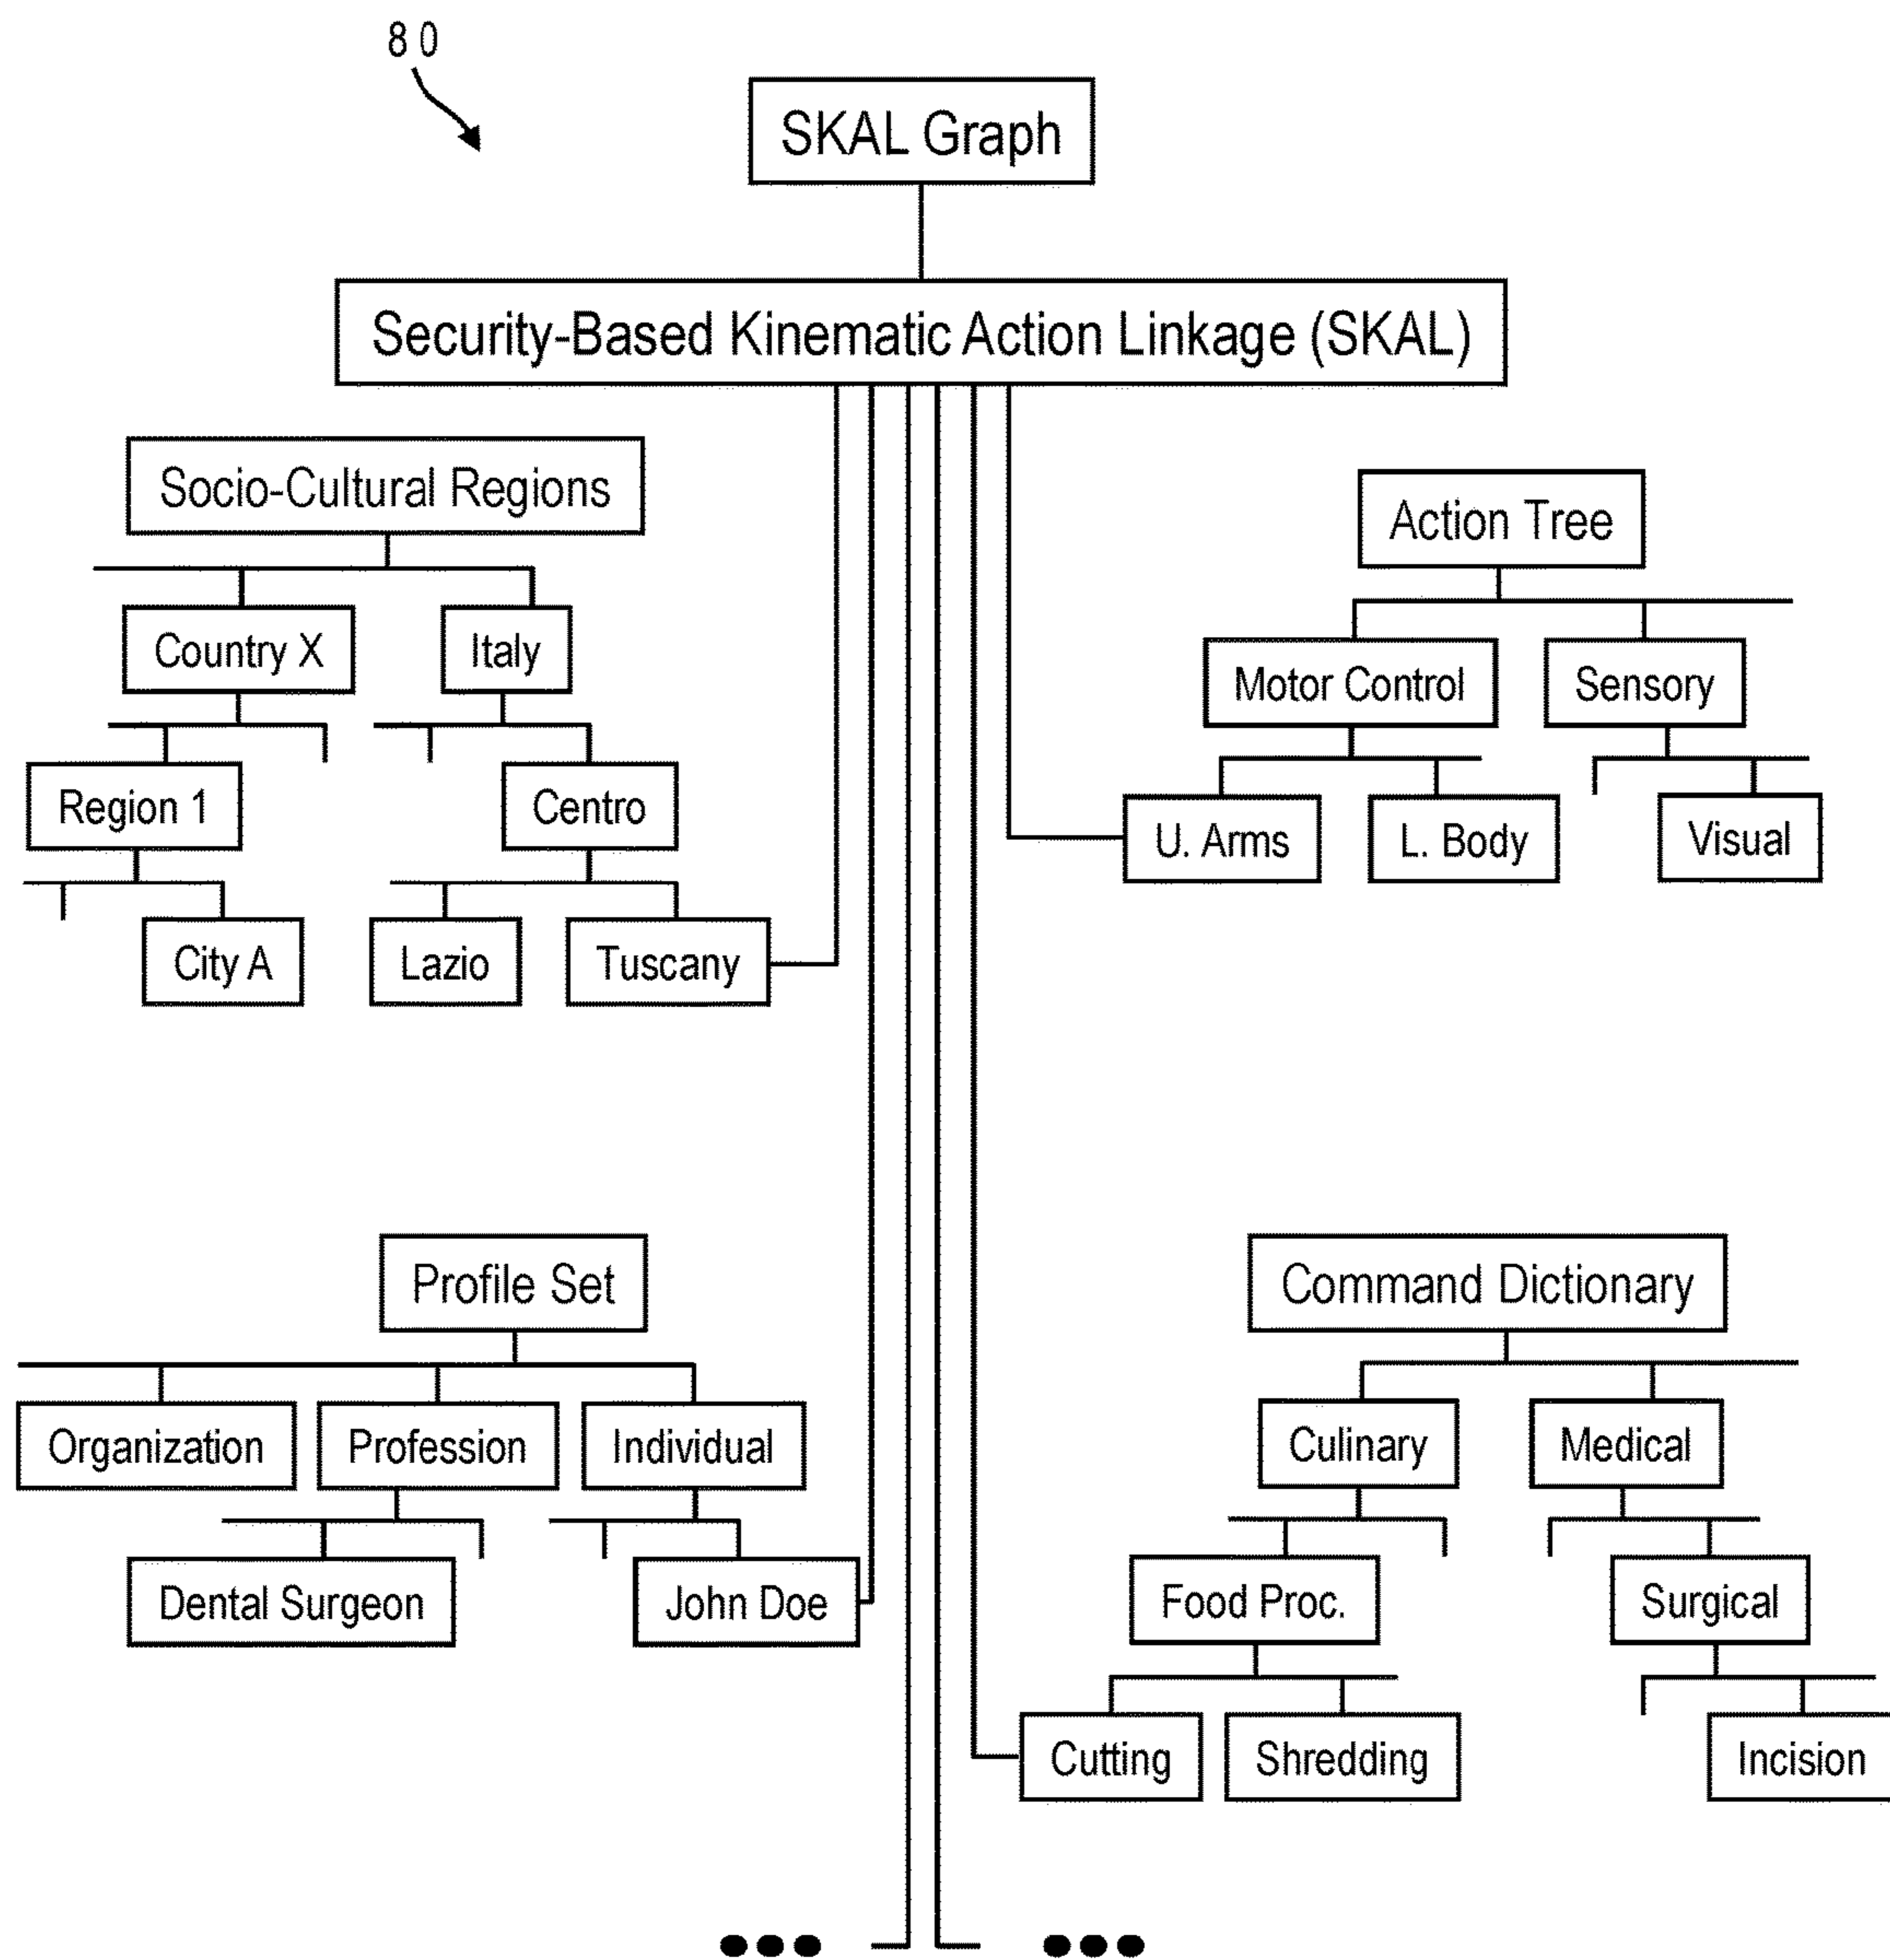 80
SKAL Graph
Security-Based Kinematic Action Linkage (SKAL)
Socio-Cultural Regions
Country X
Italy
Region 1
Centro
City A
Lazio
Tuscany
Action Tree
Motor Control
Sensory
U. Arms
L. Body
Visual
Profile Set
Organization
Profession
Individual
Dental Surgeon
John Doe
Command Dictionary
Culinary
Medical
Food Proc.
Surgical
Cutting
Shredding
Incision